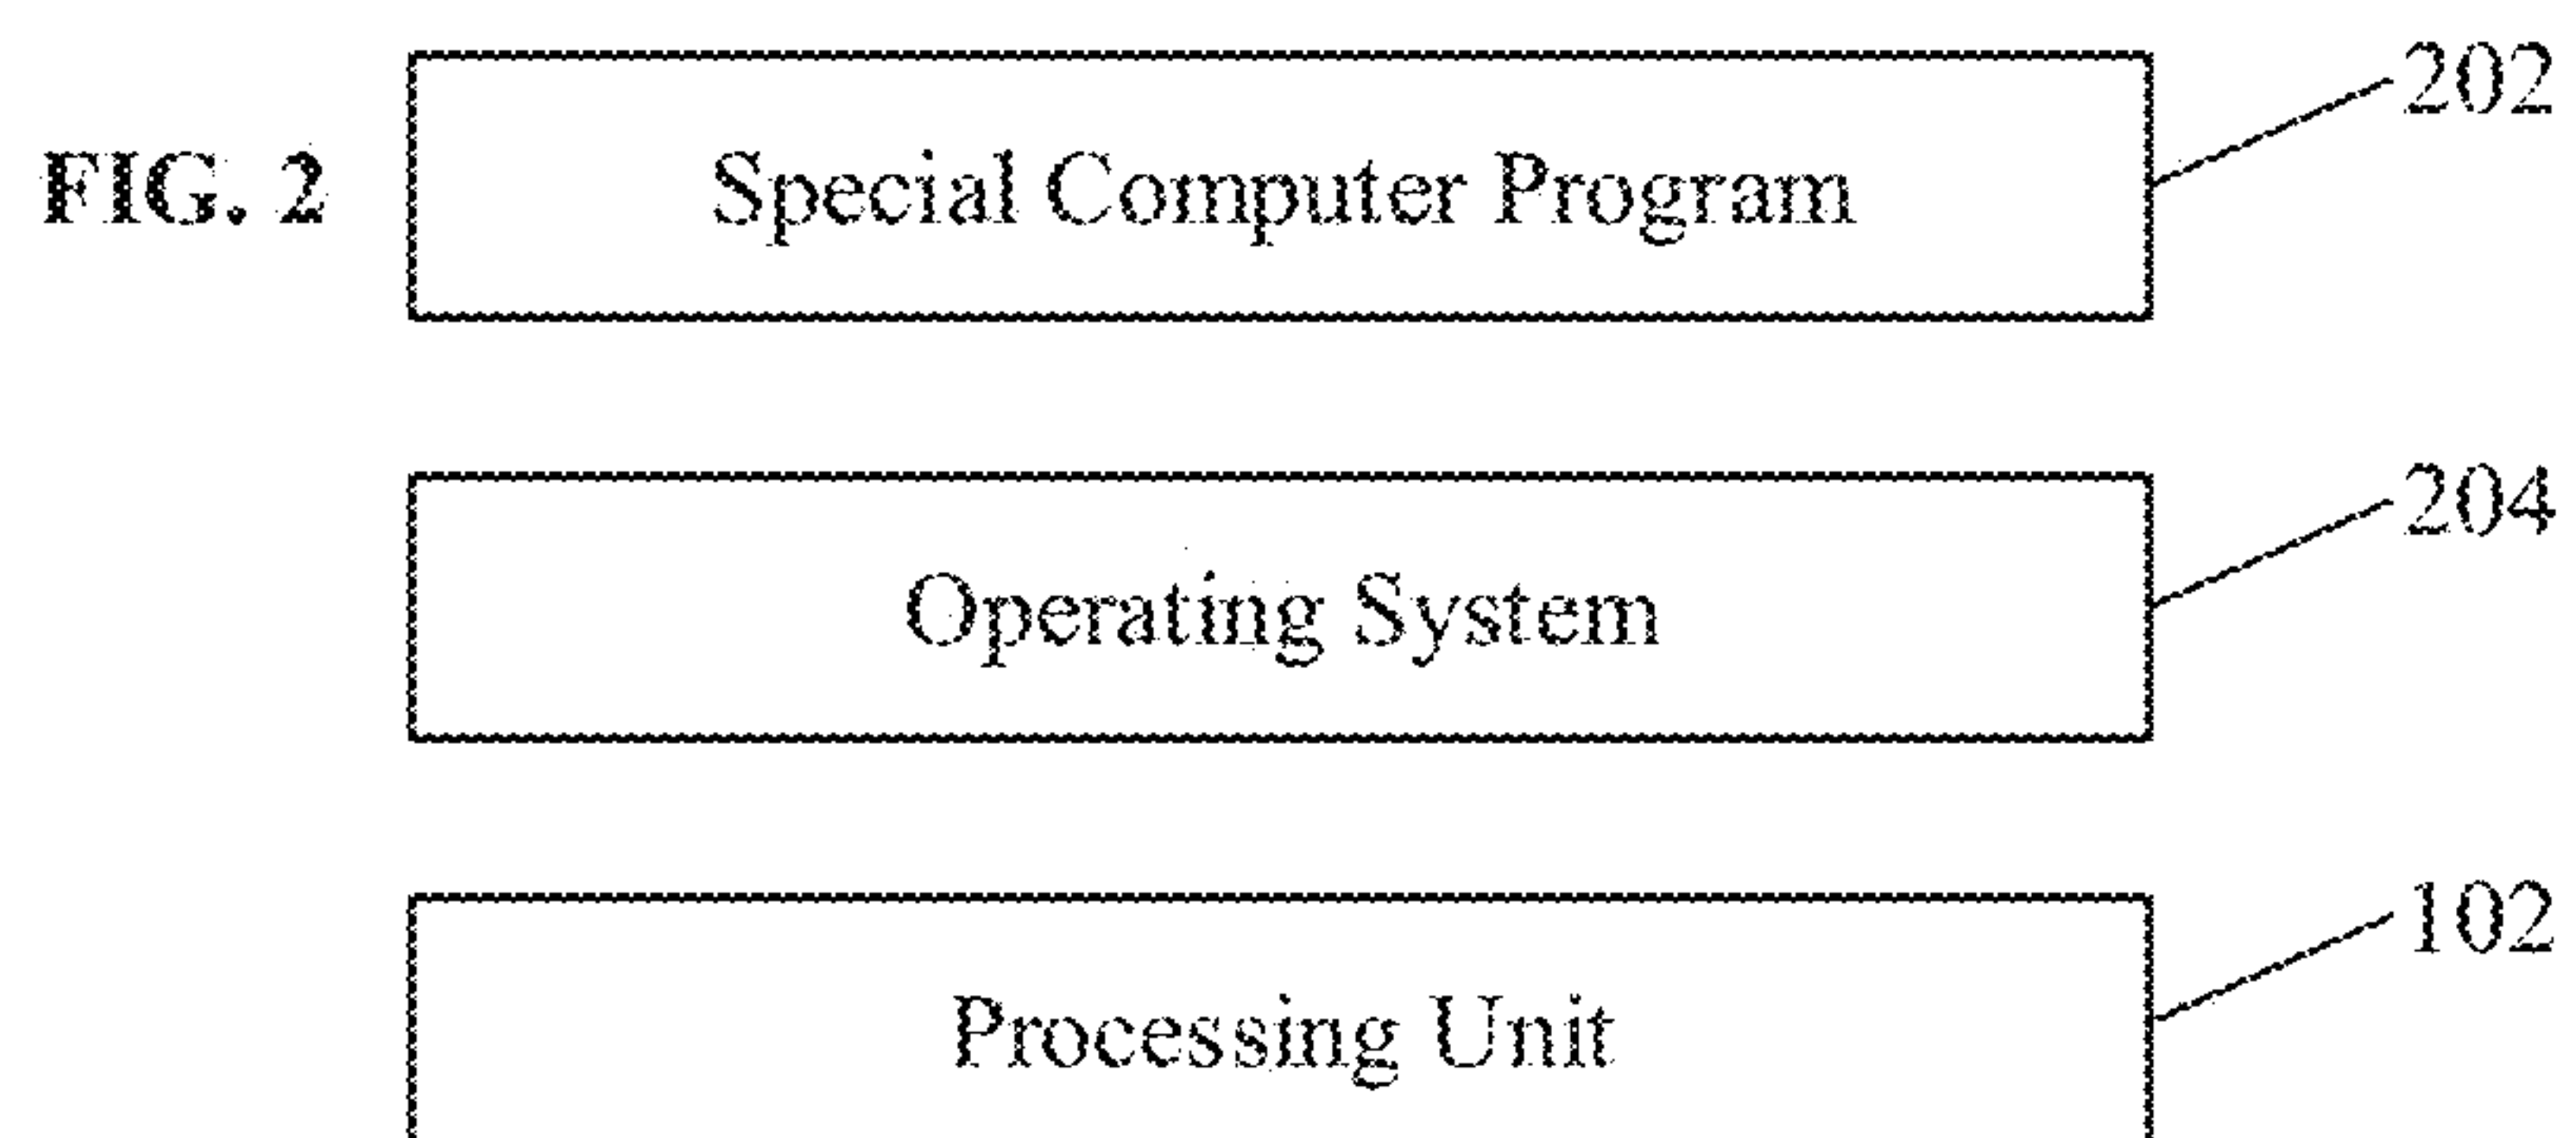 202
FIG. 2
Special Computer Program
204
Operating System
102
Processing Unit